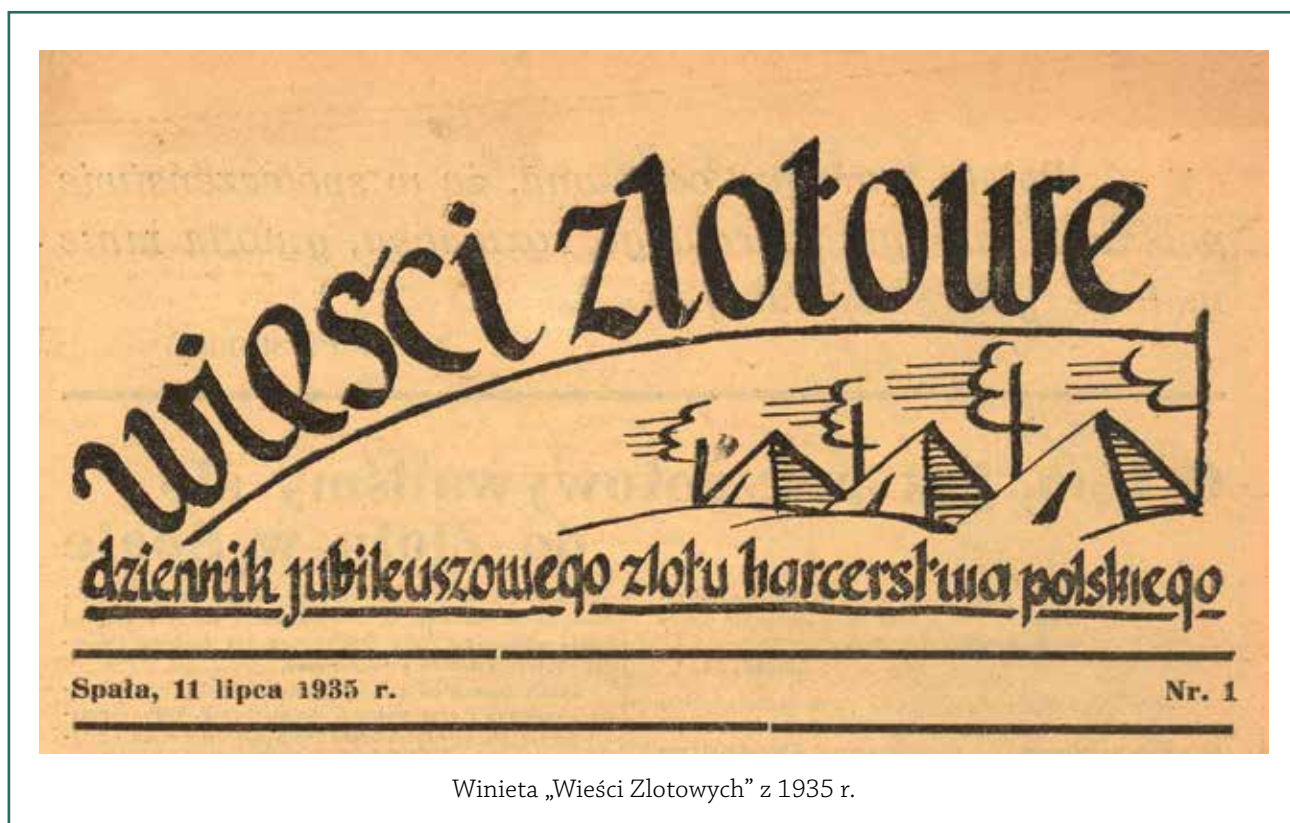 wieści zlotowe
dziennik jubileuszowego zlotu harcerstwa polskiego
Spała, 11 lipca 1935 r. Nr. 1
Winieta „Wieści Zlotowych” z 1935 r.